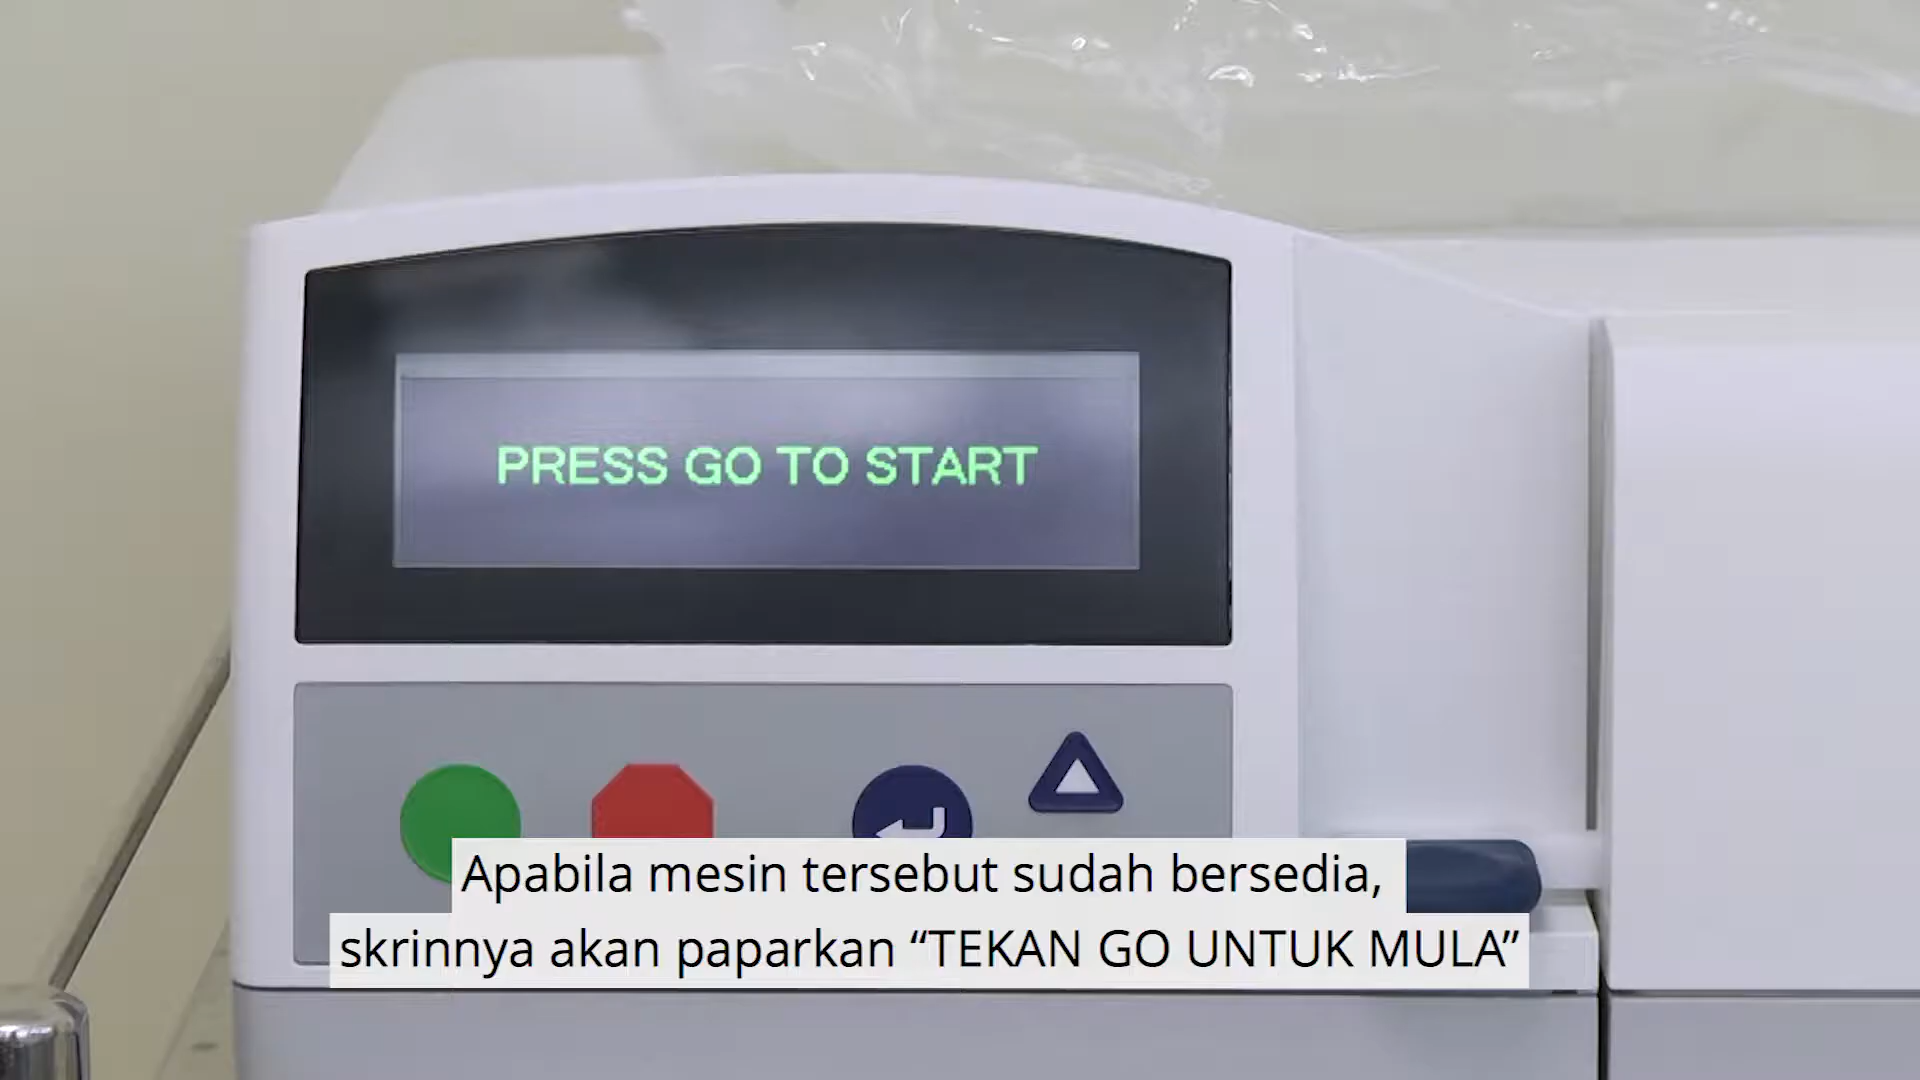 PRESS GO TO START
Apabila mesin tersebut sudah bersedia,
skrinnya akan paparkan “TEKAN GO UNTUK MULA”